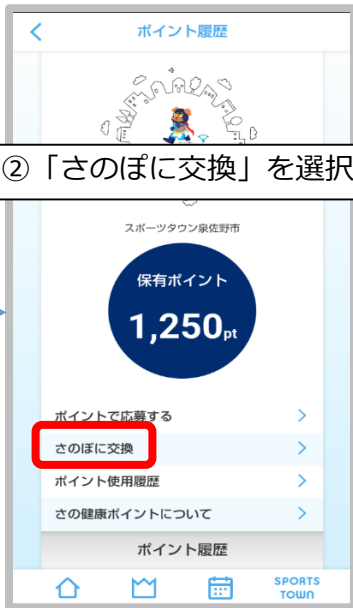 ポイント履歴
②「さのぽに交換」を選択
スポーツタウン泉佐野市
保有ポイント
1,250pt
ポイントで応募する
さのぽに交換
ポイント使用履歴
さの健康ポイントについて
ポイント履歴
SPORTS
TOWN